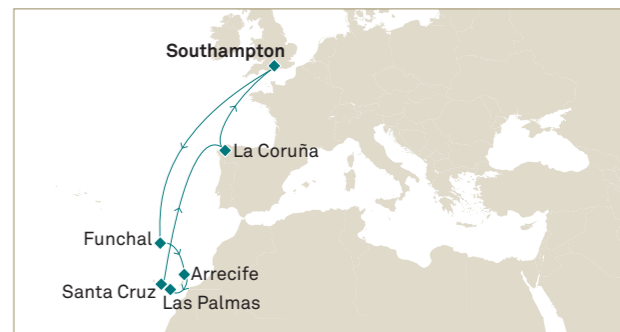 Southampton
La Coruña
Funchal
Arrecife
Santa Cruz
Las Palmas